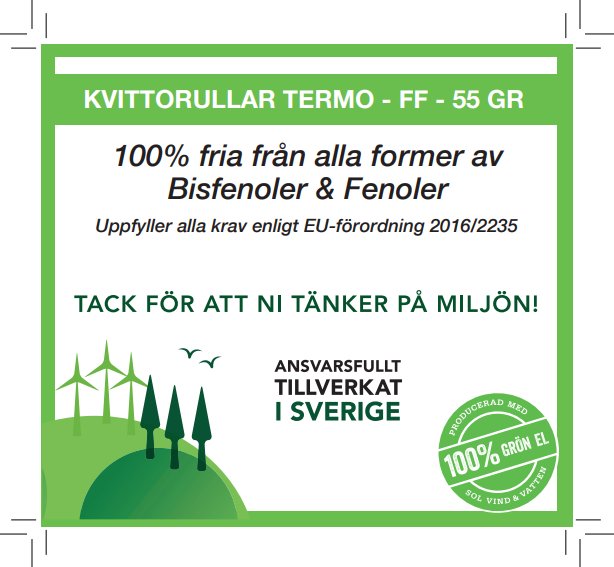 KVITTORULLAR TERMO - FF - 55 GR
100% fria från alla former av
Bisfenoler & Fenoler
Uppfyller alla krav enligt EU-förordning 2016/2235
TACK FÖR ATT NI TÄNKER PÅ MILJÖN!
ANSVARSFULLT
TILLVERKAT
I SVERIGE
PRODUCERAD MED
100% GRÖN EL
SOL VIND & VATTEN